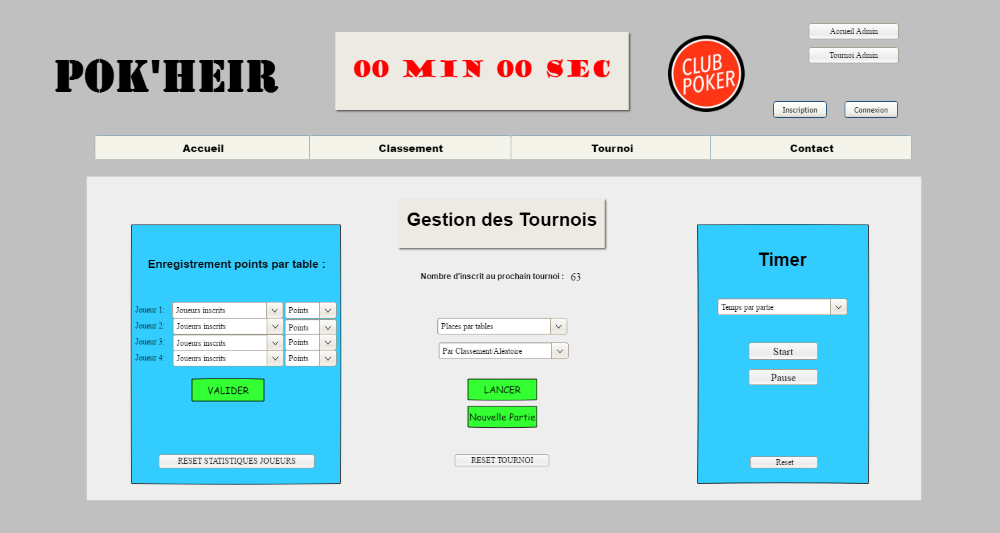 POK'HEIR
00 MIN 00 SEC
CLUB
POKER
Accueil Admin
Tournoi Admin
Inscription
Connexion
Accueil
Classement
Tournoi
Contact
Gestion des Tournois
Enregistrement points par table :
Joueur 1: Joueurs inscrits Points
Joueur 2: Joueurs inscrits Points
Joueur 3: Joueurs inscrits Points
Joueur 4: Joueurs inscrits Points
VALIDER
RESET STATISTIQUES JOUEURS
Nombre d'inscrit au prochain tournoi : 63
Places par tables
Par Classement/Aléatoire
LANCER
Nouvelle Partie
RESET TOURNOI
Timer
Temps par partie
Start
Pause
Reset